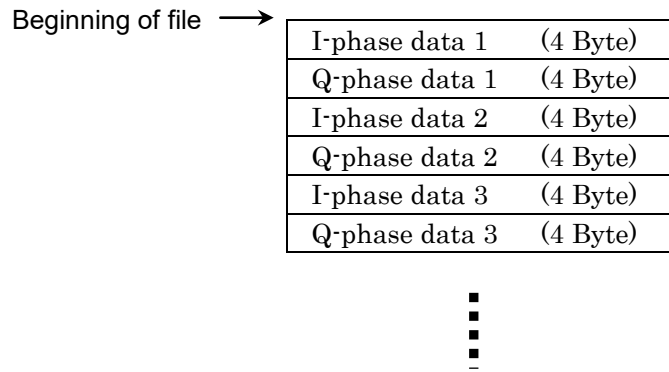 Beginning of file
I-phase data 1 (4 Byte)
Q-phase data 1 (4 Byte)
I-phase data 2 (4 Byte)
Q-phase data 2 (4 Byte)
I-phase data 3 (4 Byte)
Q-phase data 3 (4 Byte)